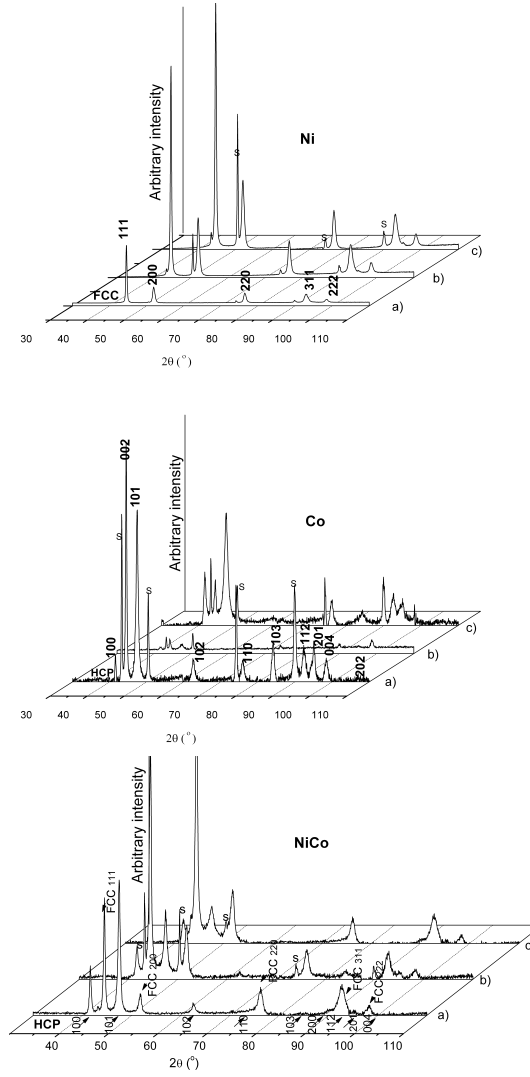 Arbitrary intensity
Ni
S
S
S
c)
111
200
220
311
222
FCC
b)
a)
30 40 50 60 70 80 90 100 110
2θ (°)
Arbitrary intensity
Co
002
101
S
S
S
S
c)
100
102
110
103
112
201
004
202
b)
HCP
a)
30 40 50 60 70 80 90 100 110
2θ (°)
Arbitrary intensity
NiCo
FCC 111
S
S
S
S
c
FCC 200
FCC 220
FCC 311
FCC 222
b)
a)
HCP
100
101
102
110
103
200
112
201
004
30 40 50 60 70 80 90 100 110
2θ (°)